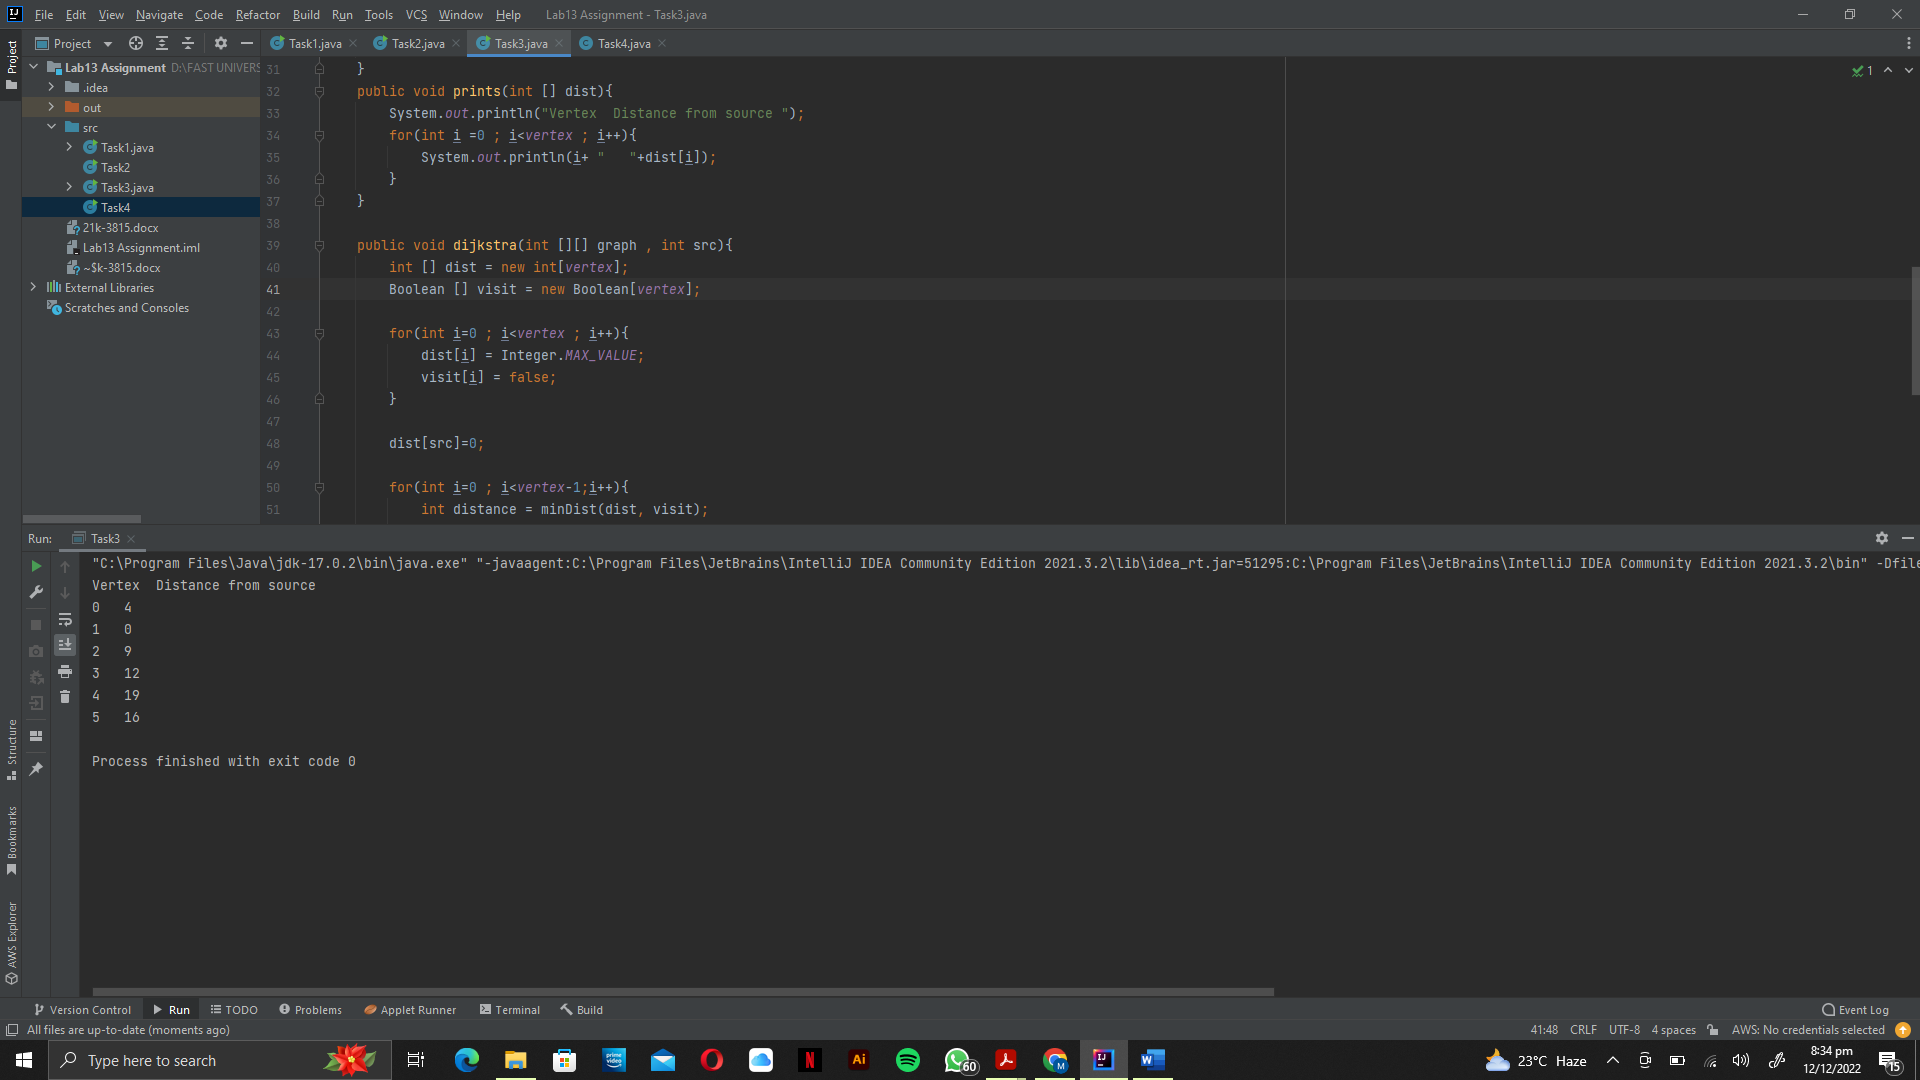 File Edit View Navigate Code Refactor Build Run Tools VCS Window Help Lab13 Assignment - Task3.java
Project
Task1.java Task2.java Task3.java Task4.java
Project
Lab13 Assignment D:\FAST UNIVERS
.idea
out
src
Task1.java
Task2
Task3.java
Task4
21k-3815.docx
Lab13 Assignment.iml
~$k-3815.docx
External Libraries
Scratches and Consoles
1
31 }
32 public void prints(int [] dist){
33 System.out.println("Vertex  Distance from source ");
34 for(int i =0 ; i<vertex ; i++){
35 System.out.println(i+ "   "+dist[i]);
36 }
37 }
38
39 public void dijkstra(int [][] graph , int src){
40 int [] dist = new int[vertex];
41 Boolean [] visit = new Boolean[vertex];
42
43 for(int i=0 ; i<vertex ; i++){
44 dist[i] = Integer.MAX_VALUE;
45 visit[i] = false;
46 }
47
48 dist[src]=0;
49
50 for(int i=0 ; i<vertex-1;i++){
51 int distance = minDist(dist, visit);
Run: Task3
"C:\Program Files\Java\jdk-17.0.2\bin\java.exe" "-javaagent:C:\Program Files\JetBrains\IntelliJ IDEA Community Edition 2021.3.2\lib\idea_rt.jar=51295:C:\Program Files\JetBrains\IntelliJ IDEA Community Edition 2021.3.2\bin" -Dfile
Vertex  Distance from source
0   4
1   0
2   9
3   12
4   19
5   16
Process finished with exit code 0
Structure
Bookmarks
AWS Explorer
Version Control Run TODO Problems Applet Runner Terminal Build Event Log
All files are up-to-date (moments ago) 41:48 CRLF UTF-8 4 spaces AWS: No credentials selected
Type here to search prime video N Ai 60 M IJ W 23°C Haze 8:34 pm
12/12/2022 15